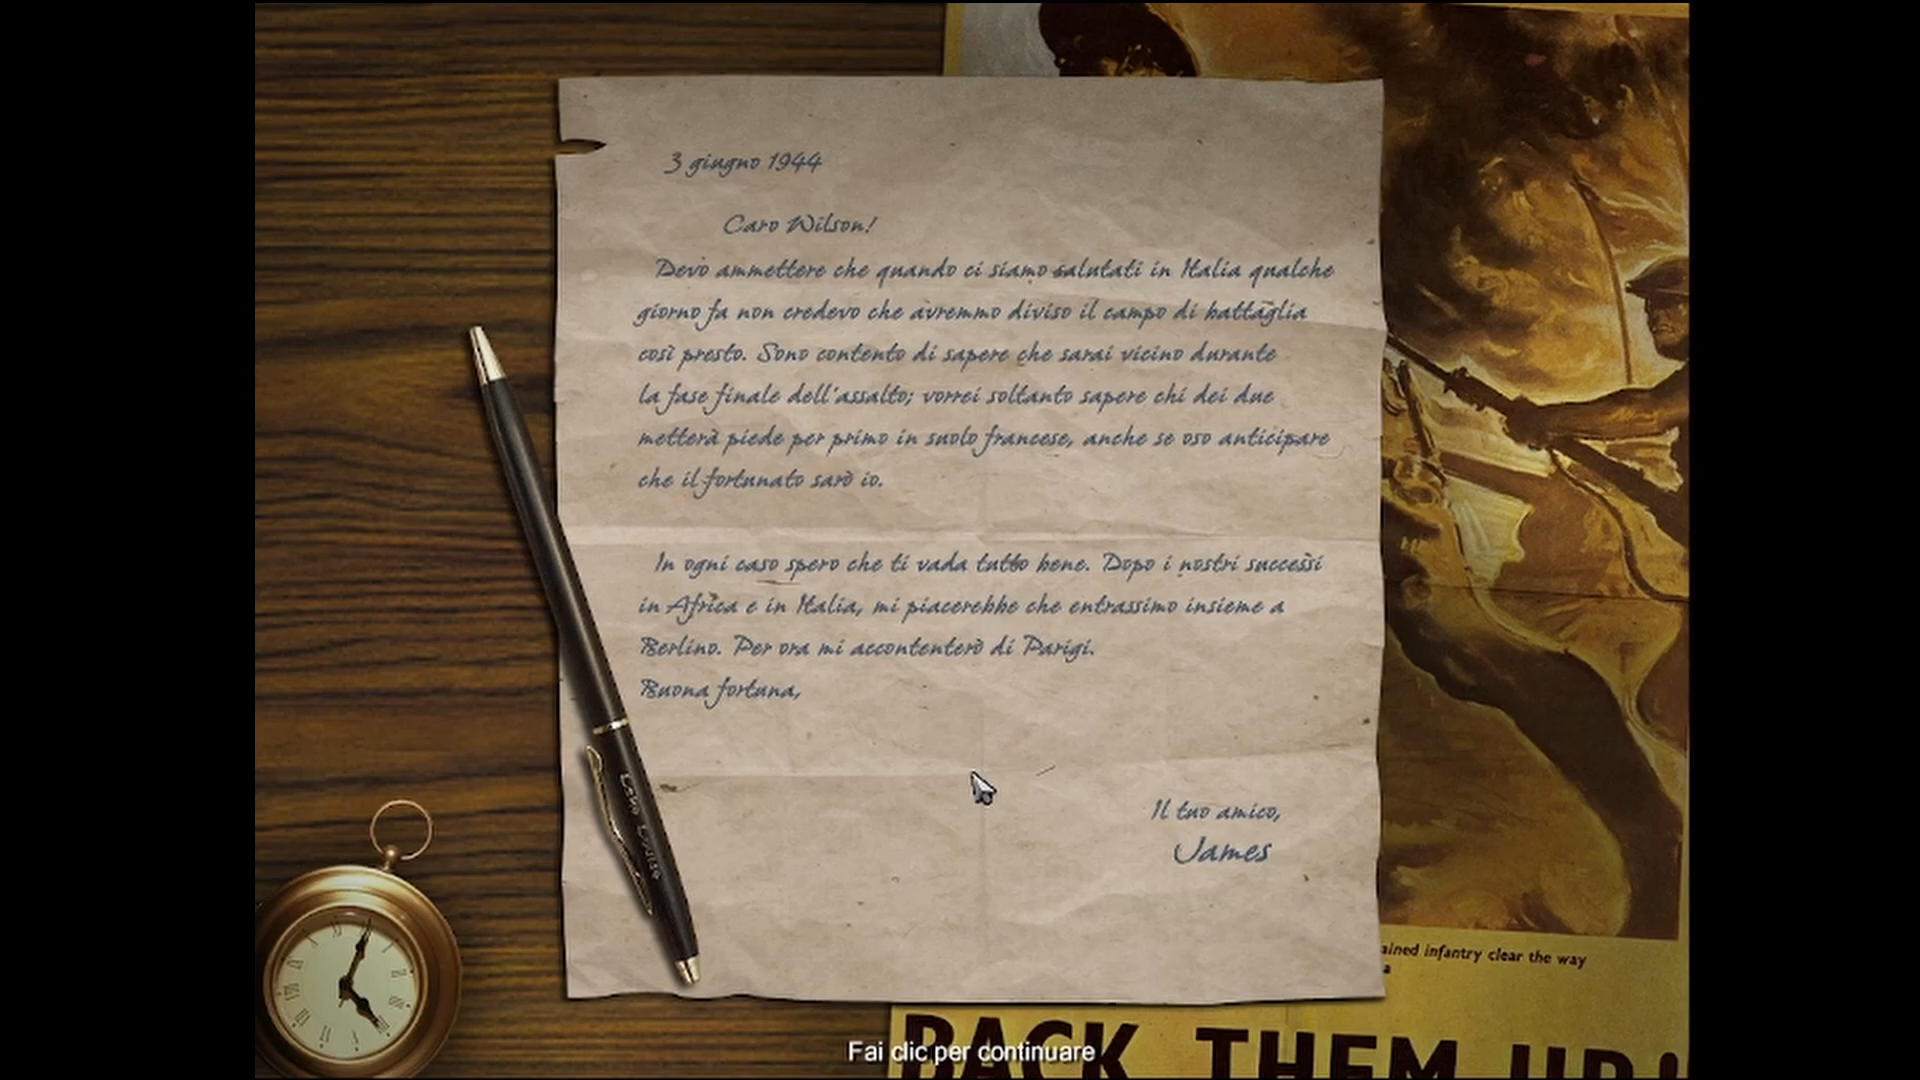 3 giugno 1944
Caro Wilson!
Devo ammettere che quando ci siamo salutati in Italia qualche
giorno fa non credevo che avremmo diviso il campo di battaglia
così presto. Sono contento di sapere che sarai vicino durante
la fase finale dell'assalto; vorrei soltanto sapere chi dei due
metterà piede per primo in suolo francese, anche se oso anticipare
che il fortunato sarò io.
In ogni caso spero che ti vada tutto bene. Dopo i nostri successi
in Africa e in Italia, mi piacerebbe che entrassimo insieme a
Berlino. Per ora mi accontenterò di Parigi.
Buona fortuna,
Il tuo amico,
James
ained infantry clear the way
a
BACK THEM UP!
Fai clic per continuare